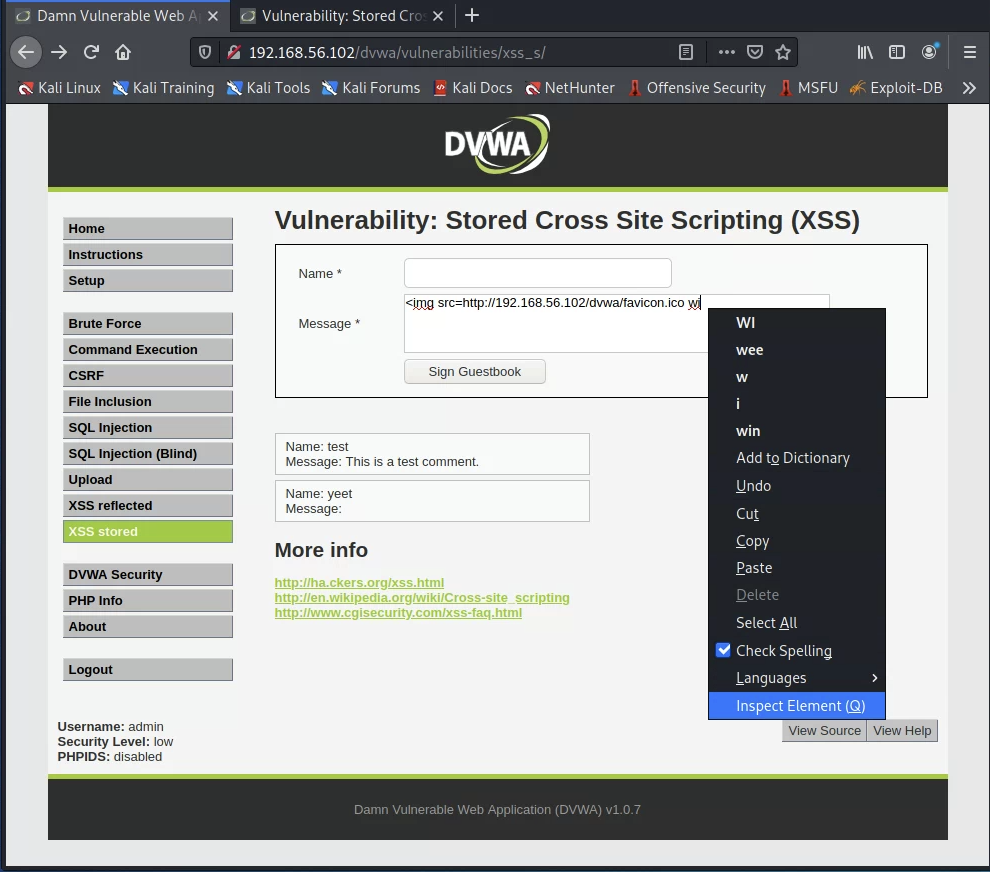 Damn Vulnerable Web A
Vulnerability: Stored Cro
192.168.56.102/dvwa/vulnerabilities/xss_s/
Kali Linux Kali Training Kali Tools Kali Forums Kali Docs NetHunter Offensive Security MSFU Exploit-DB
DVWA
Home
Instructions
Setup
Brute Force
Command Execution
CSRF
File Inclusion
SQL Injection
SQL Injection (Blind)
Upload
XSS reflected
XSS stored
DVWA Security
PHP Info
About
Logout
Username: admin
Security Level: low
PHPIDS: disabled
Vulnerability: Stored Cross Site Scripting (XSS)
Name *
Message *
<img src=http://192.168.56.102/dvwa/favicon.ico wi
Sign Guestbook
Name: test
Message: This is a test comment.
Name: yeet
Message:
More info
http://ha.ckers.org/xss.html
http://en.wikipedia.org/wiki/Cross-site_scripting
http://www.cgisecurity.com/xss-faq.html
WI
wee
w
i
win
Add to Dictionary
Undo
Cut
Copy
Paste
Delete
Select All
Check Spelling
Languages
Inspect Element (Q)
View Source View Help
Damn Vulnerable Web Application (DVWA) v1.0.7